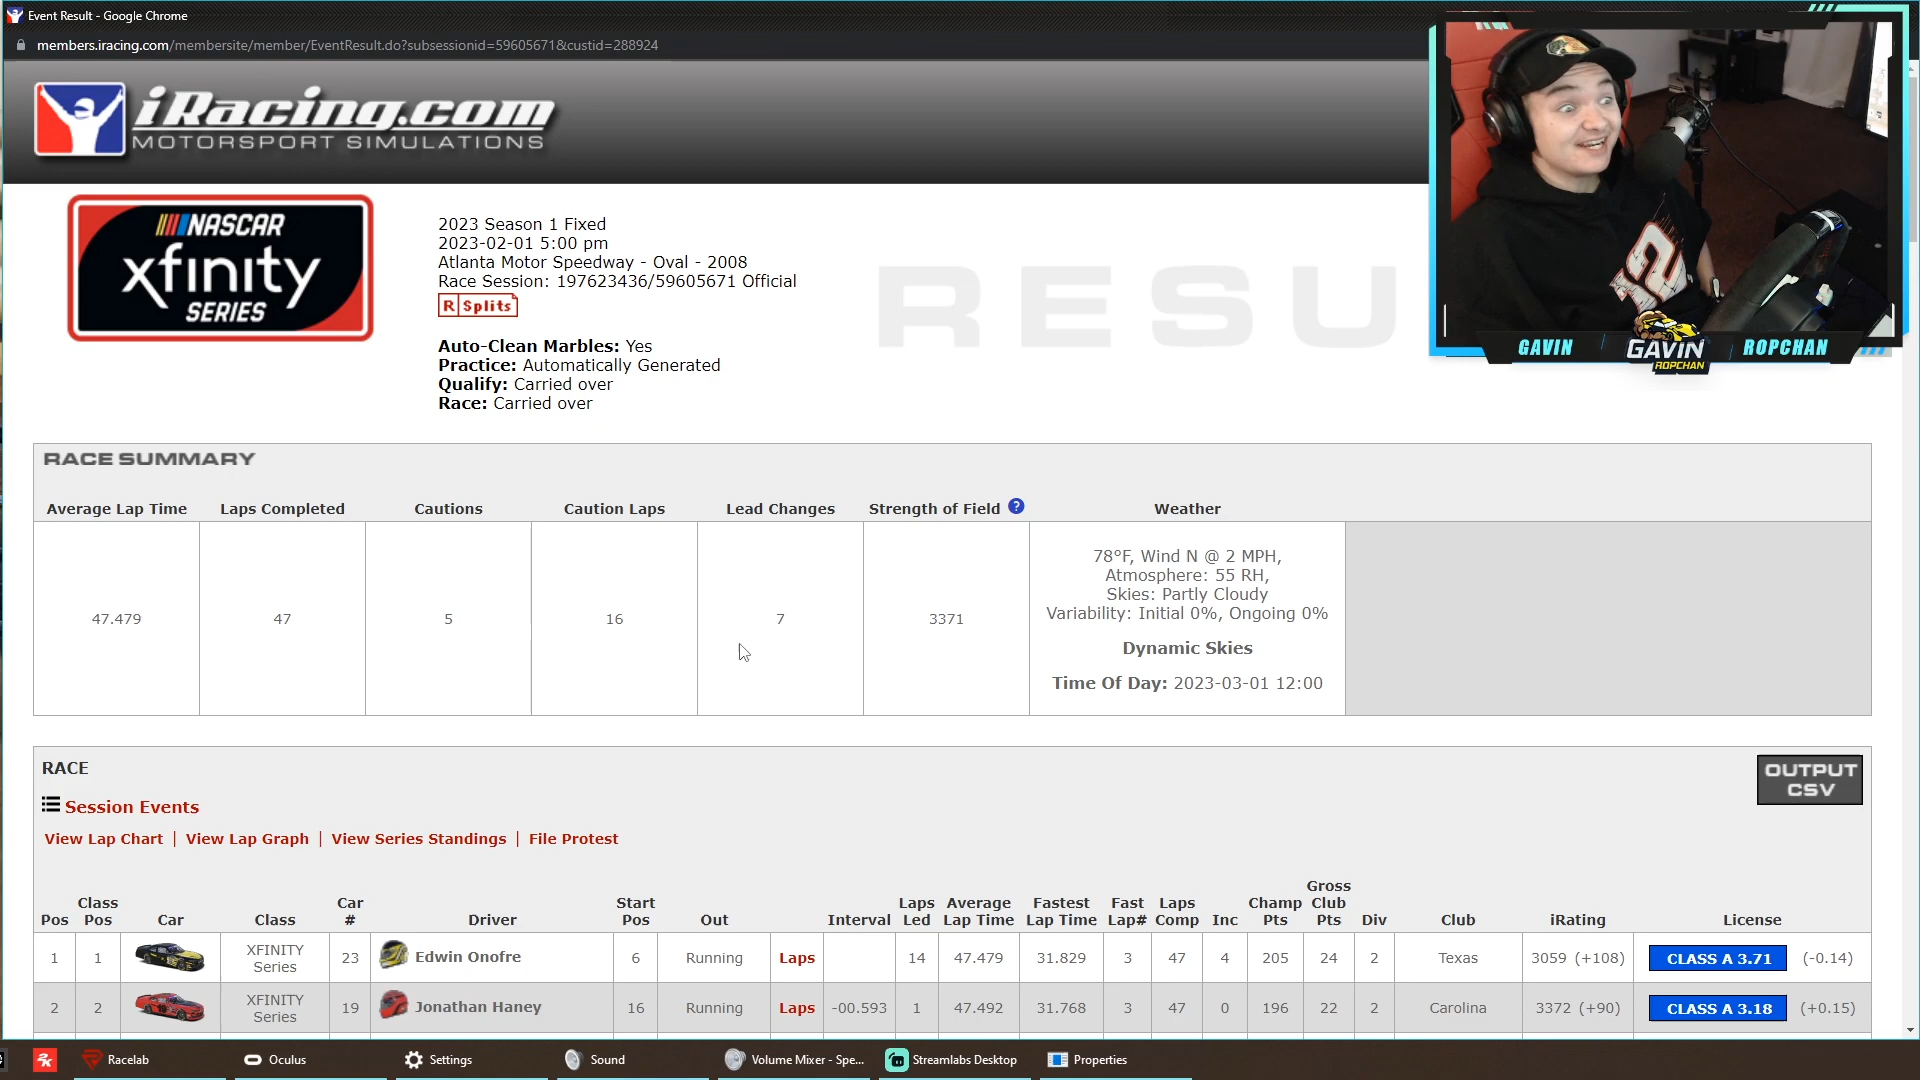 Event Result - Google Chrome
members.iracing.com/membersite/member/EventResult.do?subsessionid=59605671&custid=288924
iRacing.com
MOTORSPORT SIMULATIONS
NASCAR
xfinity
SERIES
2023 Season 1 Fixed
2023-02-01 5:00 pm
Atlanta Motor Speedway - Oval - 2008
Race Session: 197623436/59605671 Official
R Splits
Auto-Clean Marbles: Yes
Practice: Automatically Generated
Qualify: Carried over
Race: Carried over
RESU
GAVIN GAVIN ROPCHAN ROPCHAN
RACE SUMMARY
Average Lap Time Laps Completed Cautions Caution Laps Lead Changes Strength of Field ? Weather
47.479 47 5 16 7 3371
78°F, Wind N @ 2 MPH,
Atmosphere: 55 RH,
Skies: Partly Cloudy
Variability: Initial 0%, Ongoing 0%
Dynamic Skies
Time Of Day: 2023-03-01 12:00
RACE
OUTPUT
CSV
Session Events
View Lap Chart | View Lap Graph | View Series Standings | File Protest
Pos Class Pos Car Class Car # Driver Start Pos Out Interval Laps Led Average Lap Time Fastest Lap Time Fast Lap# Laps Comp Inc Champ Pts Gross Club Pts Div Club iRating License
1 1 XFINITY Series 23 Edwin Onofre 6 Running Laps 14 47.479 31.829 3 47 4 205 24 2 Texas 3059 (+108) CLASS A 3.71 (-0.14)
2 2 XFINITY Series 19 Jonathan Haney 16 Running Laps -00.593 1 47.492 31.768 3 47 0 196 22 2 Carolina 3372 (+90) CLASS A 3.18 (+0.15)
2K Racelab Oculus Settings Sound Volume Mixer - Spe... Streamlabs Desktop Properties